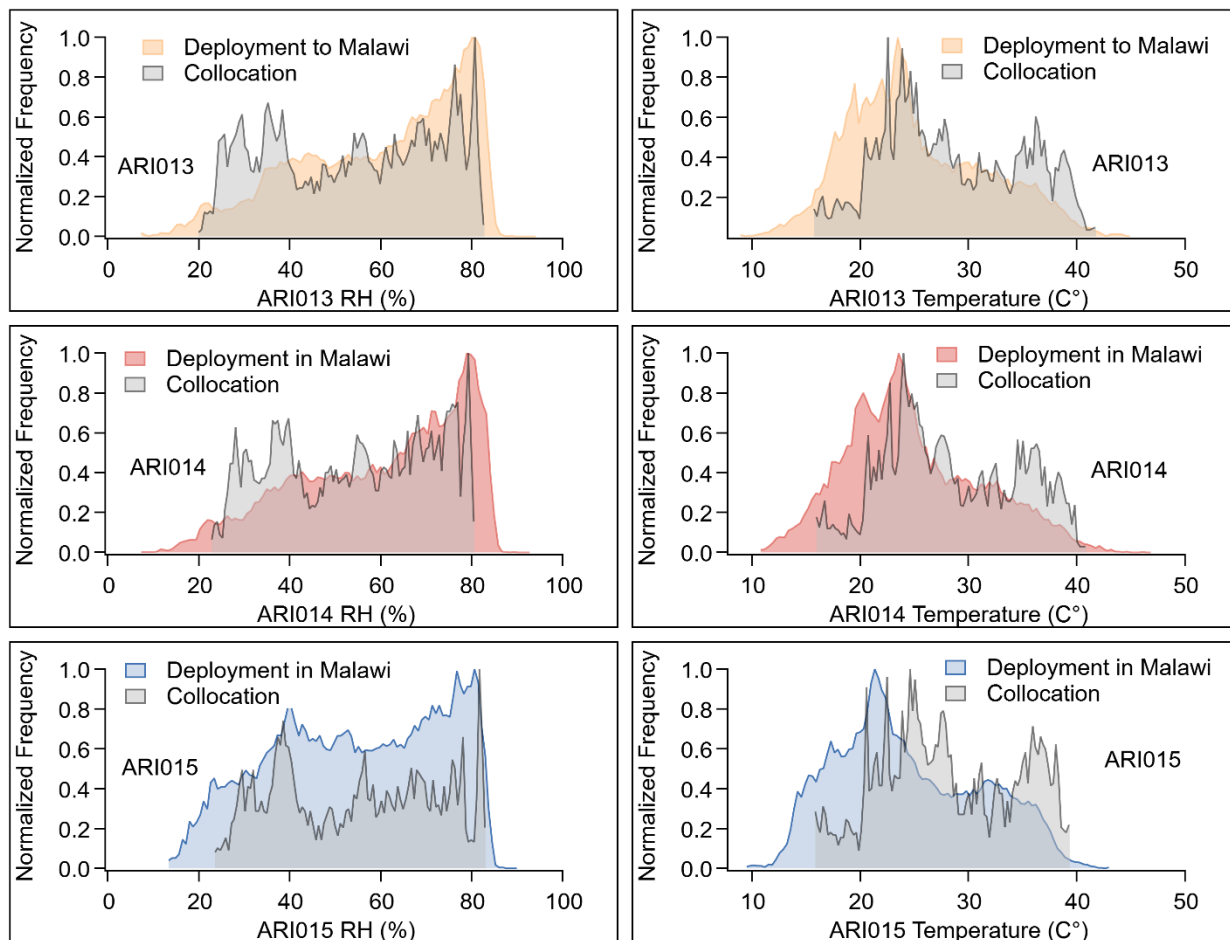 Normalized Frequency
1.0
0.8
0.6
0.4
0.2
0.0
Deployment to Malawi
Collocation
ARI013
0
20
40
60
80
100
ARI013 RH (%)
Normalized Frequency
1.0
0.8
0.6
0.4
0.2
Deployment to Malawi
Collocation
ARI013
10
20
30
40
50
ARI013 Temperature (C°)
Normalized Frequency
1.0
0.8
0.6
0.4
0.2
0.0
Deployment in Malawi
Collocation
ARI014
0
20
40
60
80
100
ARI014 RH (%)
Normalized Frequency
1.0
0.8
0.6
0.4
0.2
0.0
Deployment in Malawi
Collocation
ARI014
10
20
30
40
50
ARI014 Temperature (C°)
Normalized Frequency
1.0
0.8
0.6
0.4
0.2
0.0
Deployment in Malawi
Collocation
ARI015
0
20
40
60
80
100
ARI015 RH (%)
Normalized Frequency
1.0
0.8
0.6
0.4
0.2
0.0
Deployment in Malawi
Collocation
ARI015
10
20
30
40
50
ARI015 Temperature (C°)